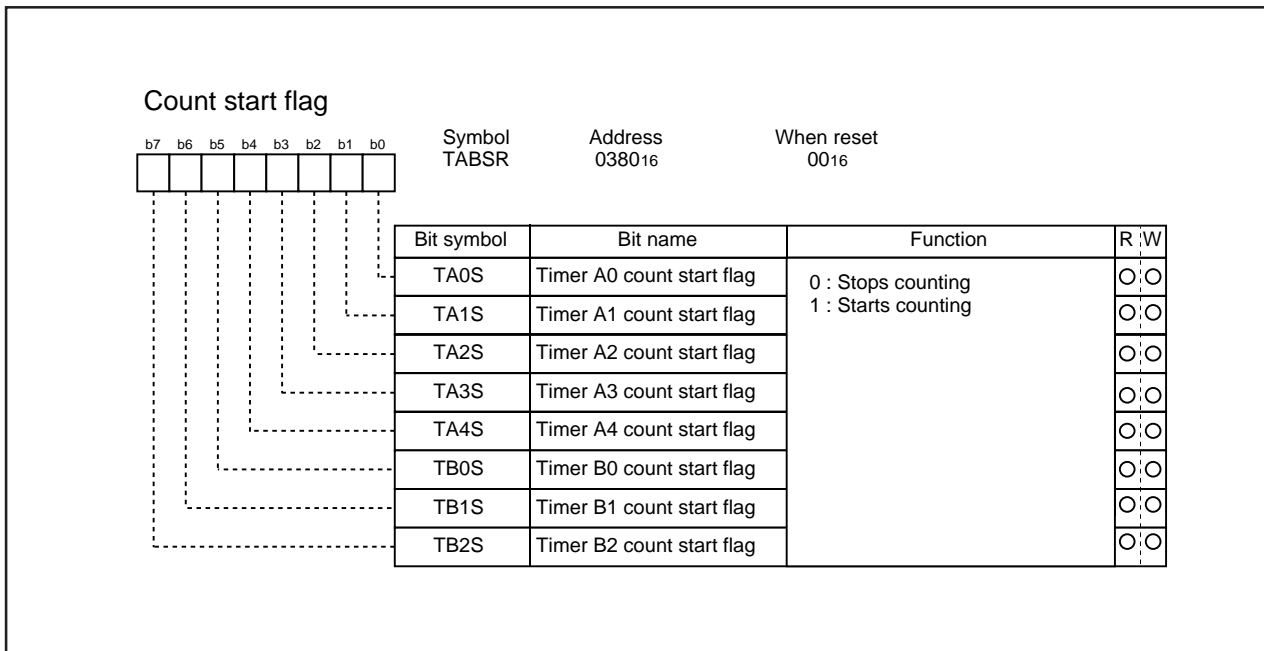 Count start flag
Symbol Address When reset
b7 b6 b5 b4 b3 b2 b1 b0 TABSR 038016 0016
Bit symbol Bit name Function R W
TA0S Timer A0 count start flag 0 : Stops counting
1 : Starts counting
TA1S Timer A1 count start flag
TA2S Timer A2 count start flag
TA3S Timer A3 count start flag
TA4S Timer A4 count start flag
TB0S Timer B0 count start flag
TB1S Timer B1 count start flag
TB2S Timer B2 count start flag